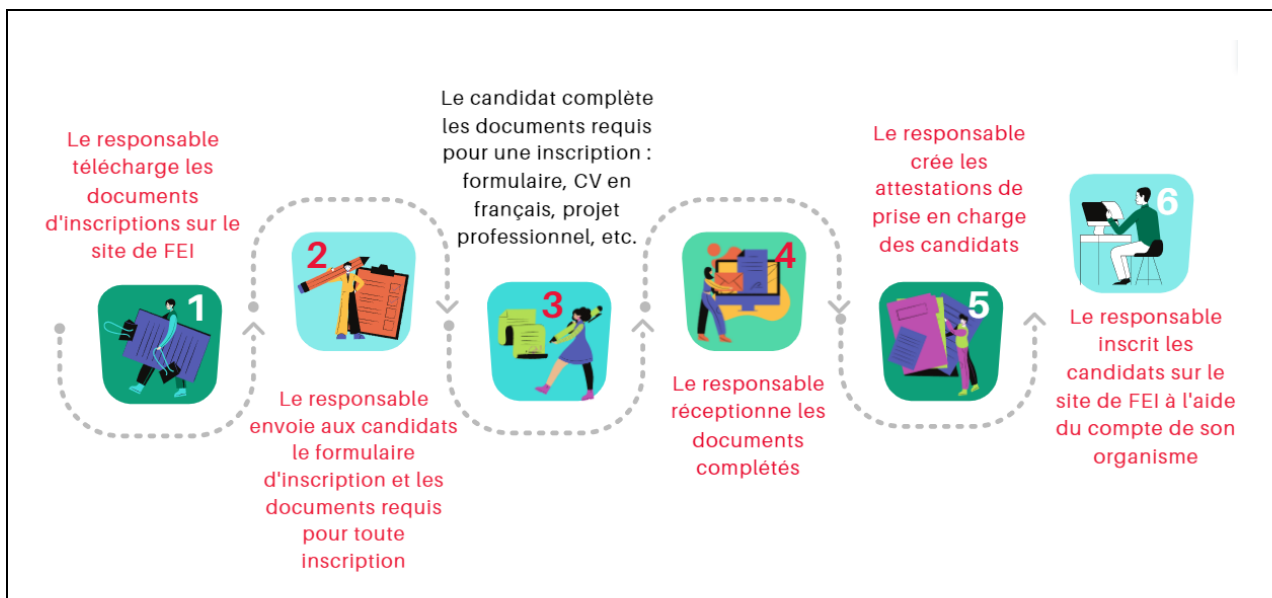 Le responsable
télécharge les
documents
d'inscriptions sur le
site de FEI
1
2
Le responsable
envoie aux candidats
le formulaire
d'inscription et les
documents requis
pour toute
inscription
Le candidat complète
les documents requis
pour une inscription :
formulaire, CV en
français, projet
professionnel, etc.
3
4
Le responsable
réceptionne les
documents
complétés
Le responsable
crée les
attestations de
prise en charge
des candidats
5
6
Le responsable
inscrit les
candidats sur le
site de FEI à l'aide
du compte de son
organisme